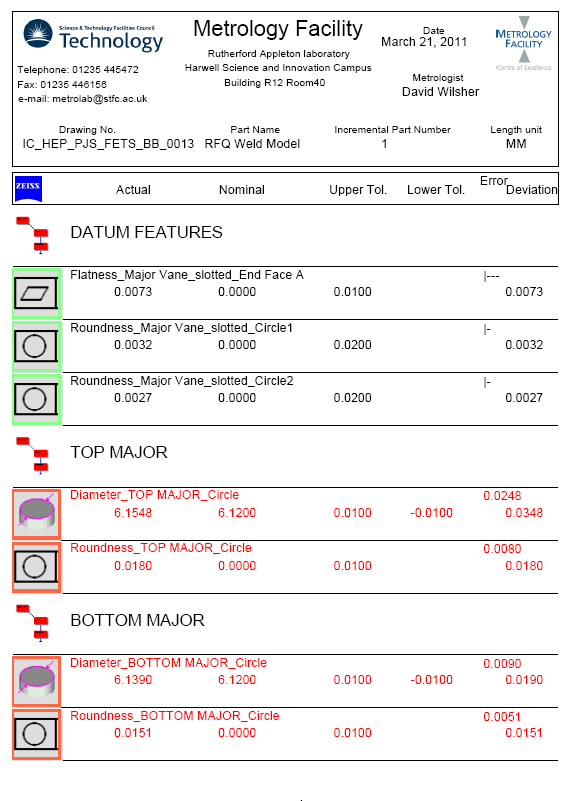 Science & Technology Facilities Council
Technology
Metrology Facility
Rutherford Appleton laboratory
Harwell Science and Innovation Campus
Building R12 Room40
Date
March 21, 2011
Metrologist
David Wilsher
METROLOGY
FACILITY
Centre of Excellence
Telephone: 01235 445472
Fax: 01235 446156
e-mail: metrolab@stfc.ac.uk
Drawing No. Part Name Incremental Part Number Length unit
IC_HEP_PJS_FETS_BB_0013 RFQ Weld Model 1 MM
ZEISS Actual Nominal Upper Tol. Lower Tol. Error Deviation
DATUM FEATURES
Flatness_Major Vane_slotted_End Face A |---
0.0073 0.0000 0.0100 0.0073
Roundness_Major Vane_slotted_Circle1 |-
0.0032 0.0000 0.0200 0.0032
Roundness_Major Vane_slotted_Circle2 |-
0.0027 0.0000 0.0200 0.0027
TOP MAJOR
Diameter_TOP MAJOR_Circle 0.0248
6.1548 6.1200 0.0100 -0.0100 0.0348
Roundness_TOP MAJOR_Circle 0.0080
0.0180 0.0000 0.0100 0.0180
BOTTOM MAJOR
Diameter_BOTTOM MAJOR_Circle 0.0090
6.1390 6.1200 0.0100 -0.0100 0.0190
Roundness_BOTTOM MAJOR_Circle 0.0051
0.0151 0.0000 0.0100 0.0151